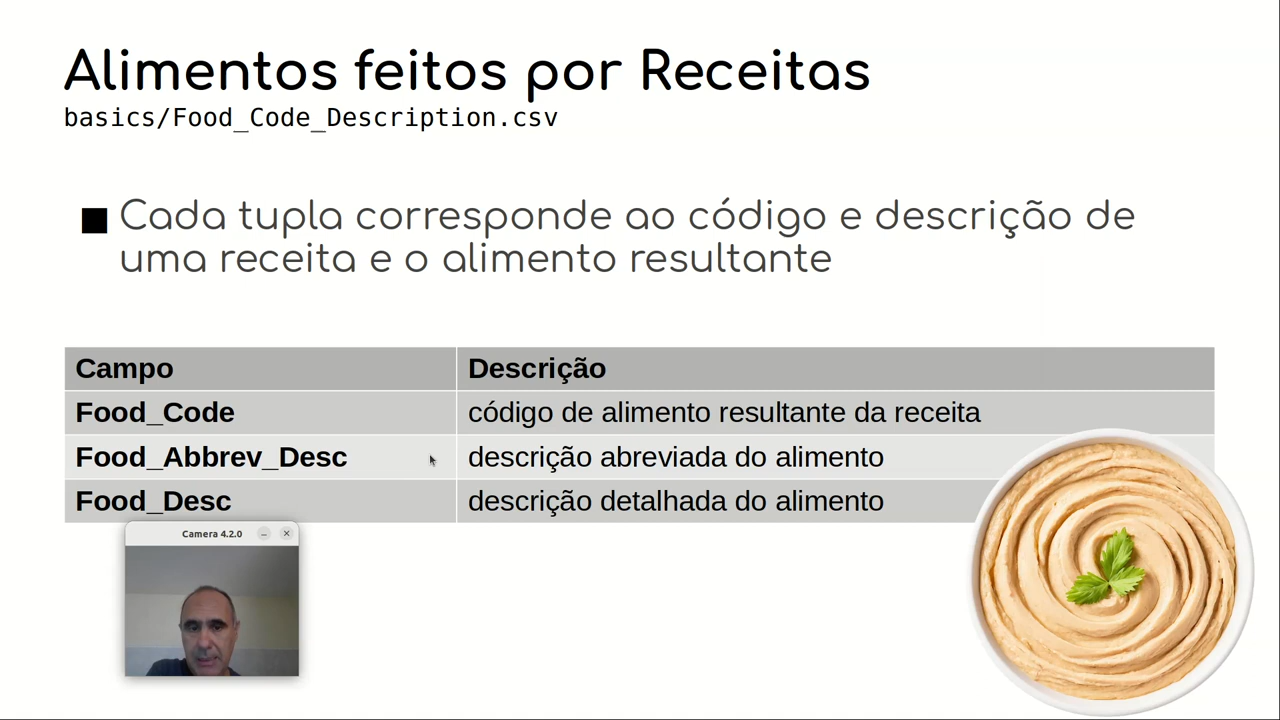 Alimentos feitos por Receitas
basics/Food_Code_Description.csv
Cada tupla corresponde ao código e descrição de
uma receita e o alimento resultante
Campo Descrição
Food_Code código de alimento resultante da receita
Food_Abbrev_Desc descrição abreviada do alimento
Food_Desc descrição detalhada do alimento
Camera 4.2.0